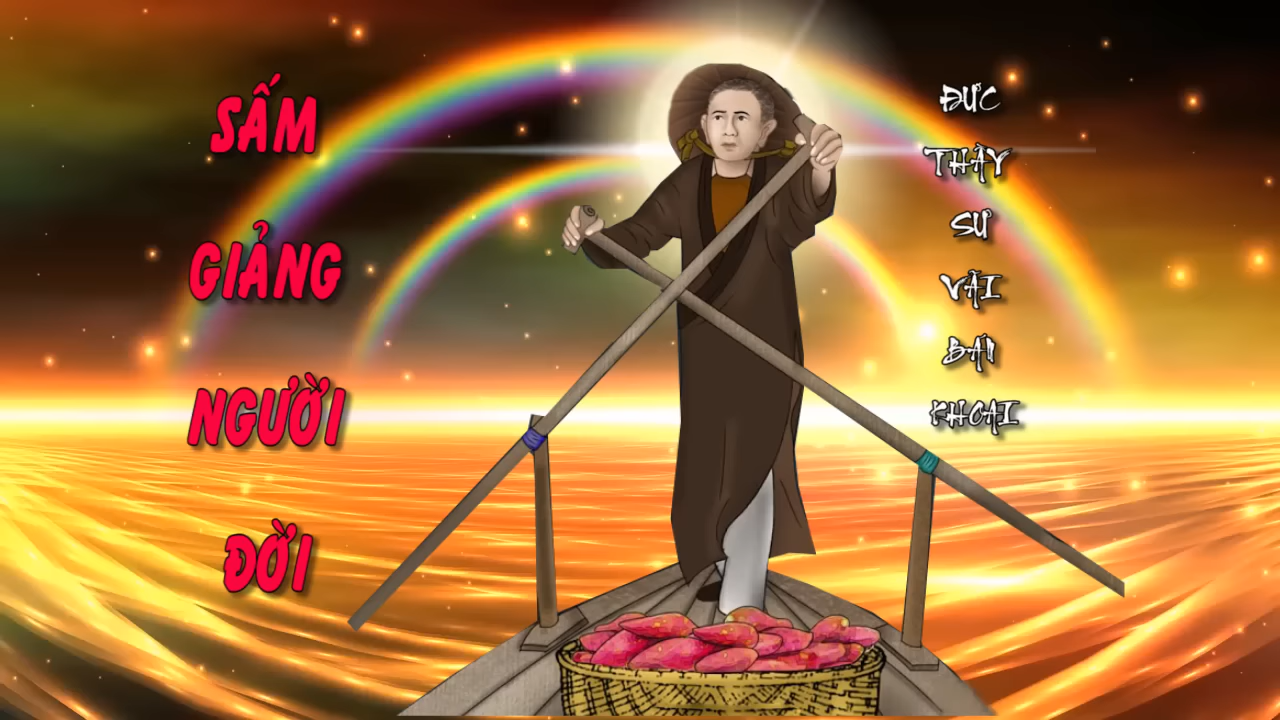 SẤM
GIẢNG
NGƯỜI
ĐỜI
ĐỨC
THẦY
SƯ
VÃI
BÁN
KHOAI